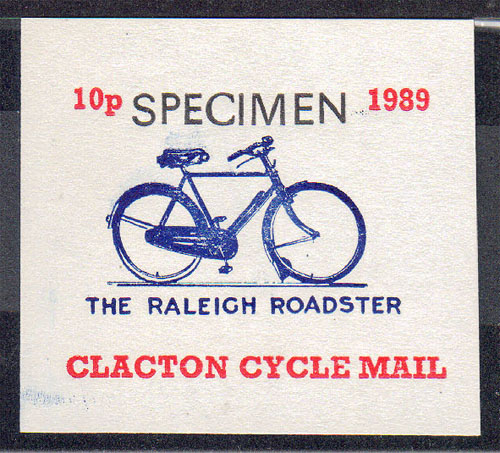 10p SPECIMEN 1989
THE RALEIGH ROADSTER
CLACTON CYCLE MAIL